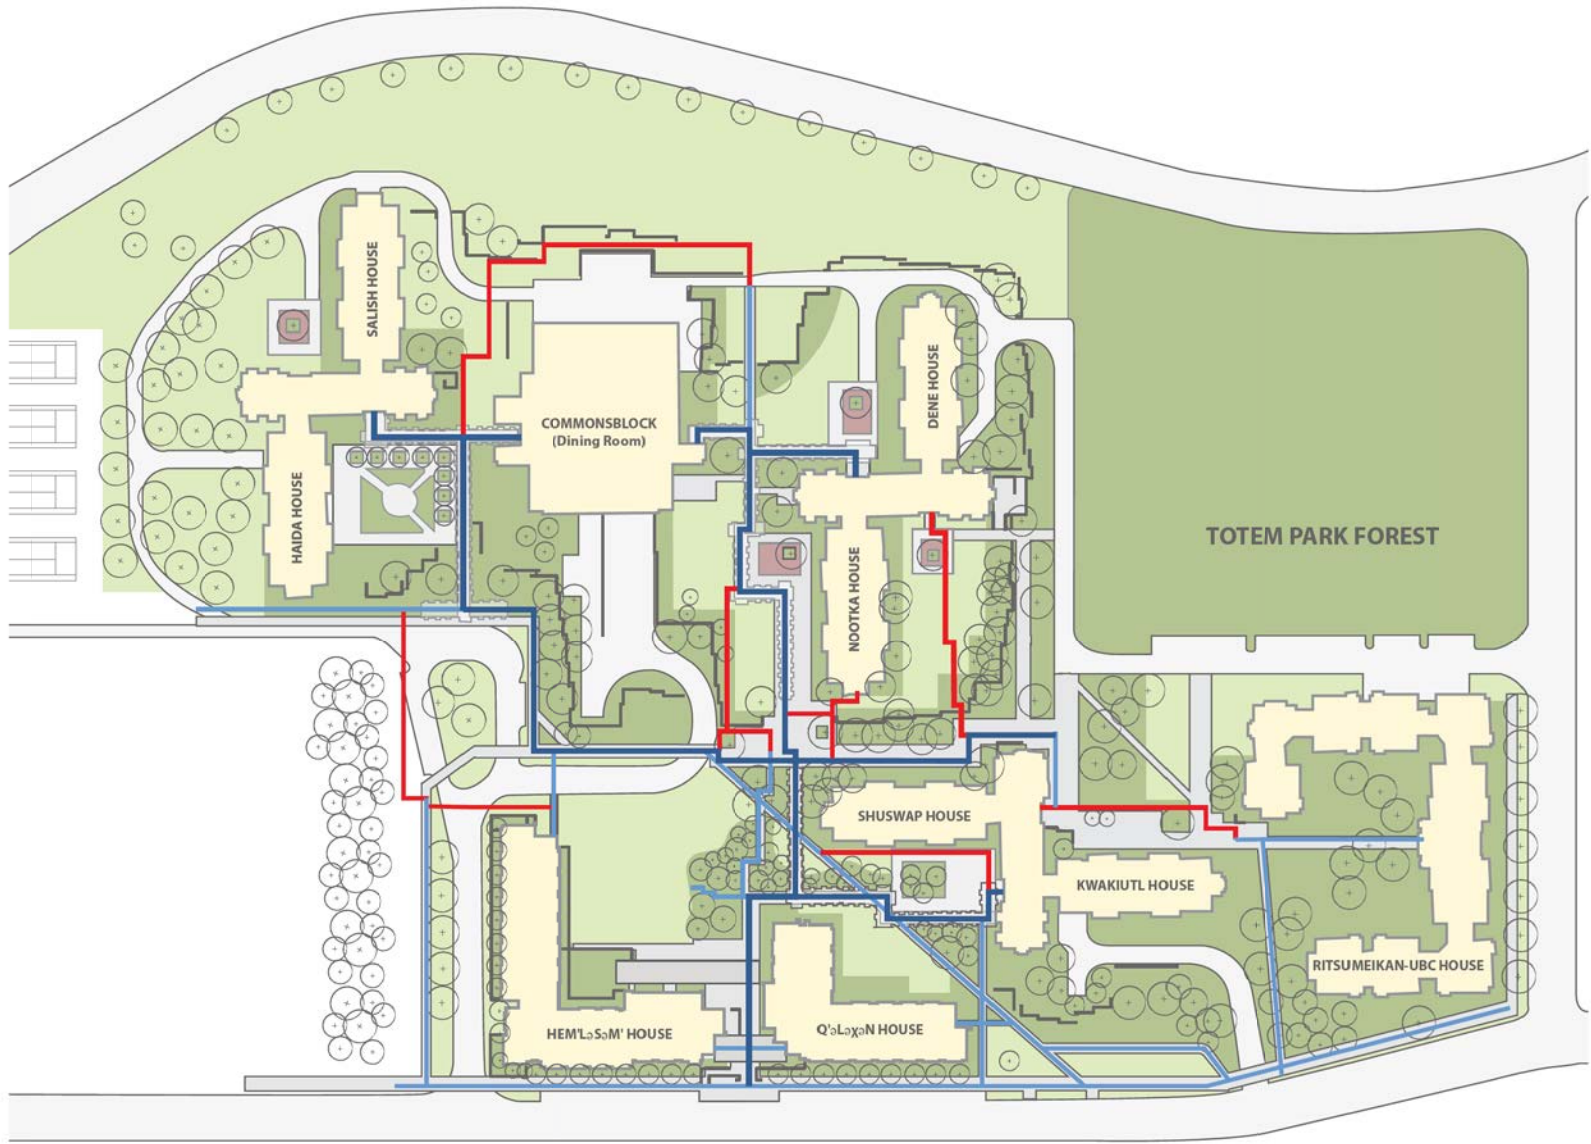 SALISH HOUSE
DENE HOUSE
COMMONSBLOCK
(Dining Room)
HAIDA HOUSE
TOTEM PARK FOREST
NOOTKA HOUSE
SHUSWAP HOUSE
KWAKIUTL HOUSE
RITSUMEIKAN-UBC HOUSE
HEM'LəSəM' HOUSE
Q'əLəχəN HOUSE